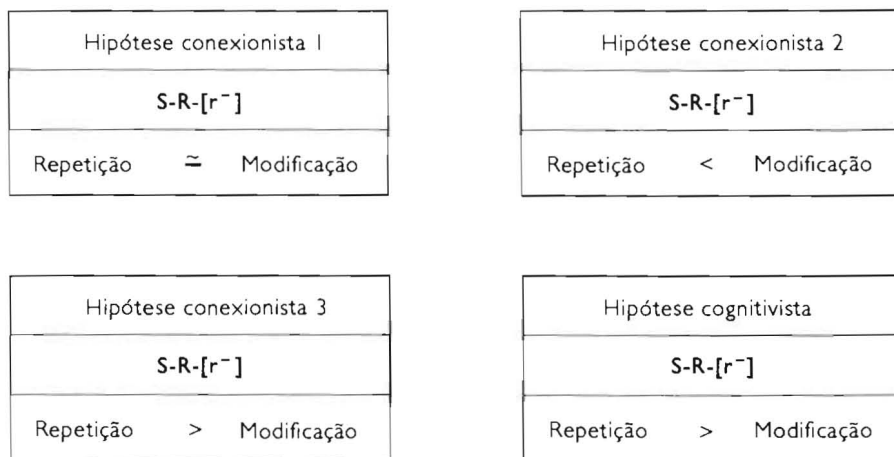 Hipótese conexionista 1
S-R-[r⁻]
Repetição ≃ Modificação
Hipótese conexionista 2
S-R-[r⁻]
Repetição < Modificação
Hipótese conexionista 3
S-R-[r⁻]
Repetição > Modificação
Hipótese cognitivista
S-R-[r⁻]
Repetição > Modificação